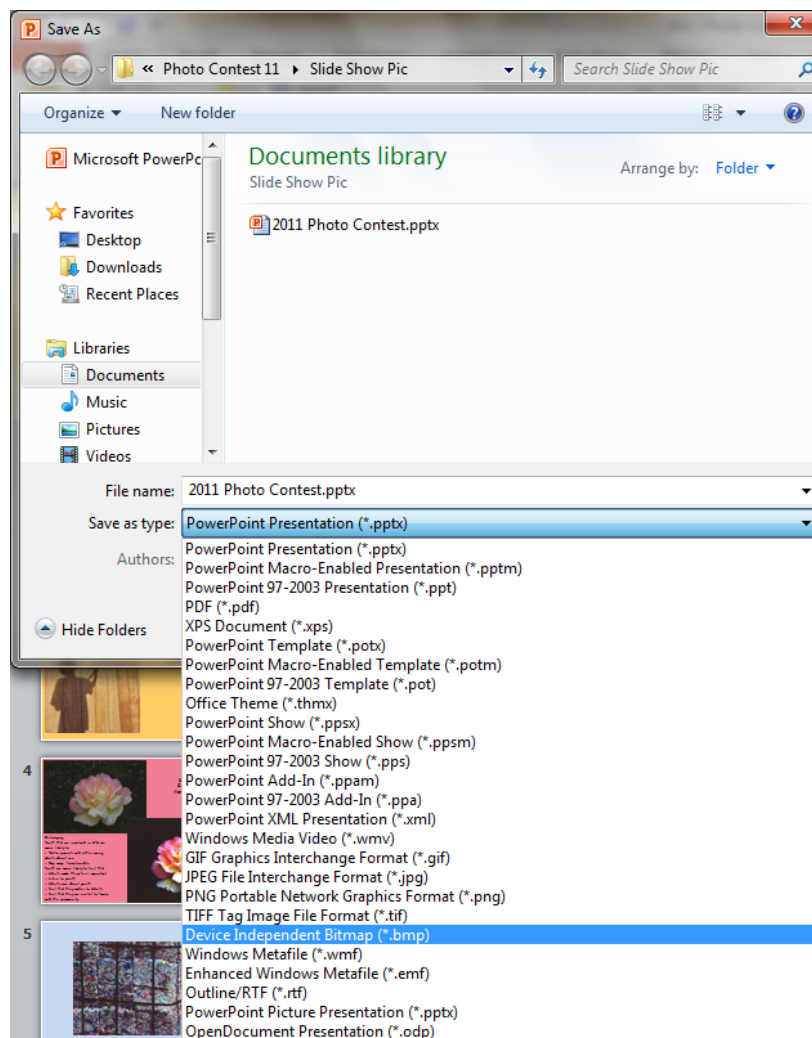 Save As
« Photo Contest 11 ▸ Slide Show Pic
Search Slide Show Pic
Organize
New folder
Microsoft PowerPc
Documents library
Slide Show Pic
Arrange by: Folder
Favorites
Desktop
Downloads
Recent Places
2011 Photo Contest.pptx
Libraries
Documents
Music
Pictures
Videos
File name: 2011 Photo Contest.pptx
Save as type: PowerPoint Presentation (*.pptx)
Authors:
Hide Folders
PowerPoint Presentation (*.pptx)
PowerPoint Macro-Enabled Presentation (*.pptm)
PowerPoint 97-2003 Presentation (*.ppt)
PDF (*.pdf)
XPS Document (*.xps)
PowerPoint Template (*.potx)
PowerPoint Macro-Enabled Template (*.potm)
PowerPoint 97-2003 Template (*.pot)
Office Theme (*.thmx)
PowerPoint Show (*.ppsx)
PowerPoint Macro-Enabled Show (*.ppsm)
PowerPoint 97-2003 Show (*.pps)
PowerPoint Add-In (*.ppam)
PowerPoint 97-2003 Add-In (*.ppa)
PowerPoint XML Presentation (*.xml)
Windows Media Video (*.wmv)
GIF Graphics Interchange Format (*.gif)
JPEG File Interchange Format (*.jpg)
PNG Portable Network Graphics Format (*.png)
TIFF Tag Image File Format (*.tif)
Device Independent Bitmap (*.bmp)
Windows Metafile (*.wmf)
Enhanced Windows Metafile (*.emf)
Outline/RTF (*.rtf)
PowerPoint Picture Presentation (*.pptx)
OpenDocument Presentation (*.odp)
4
5